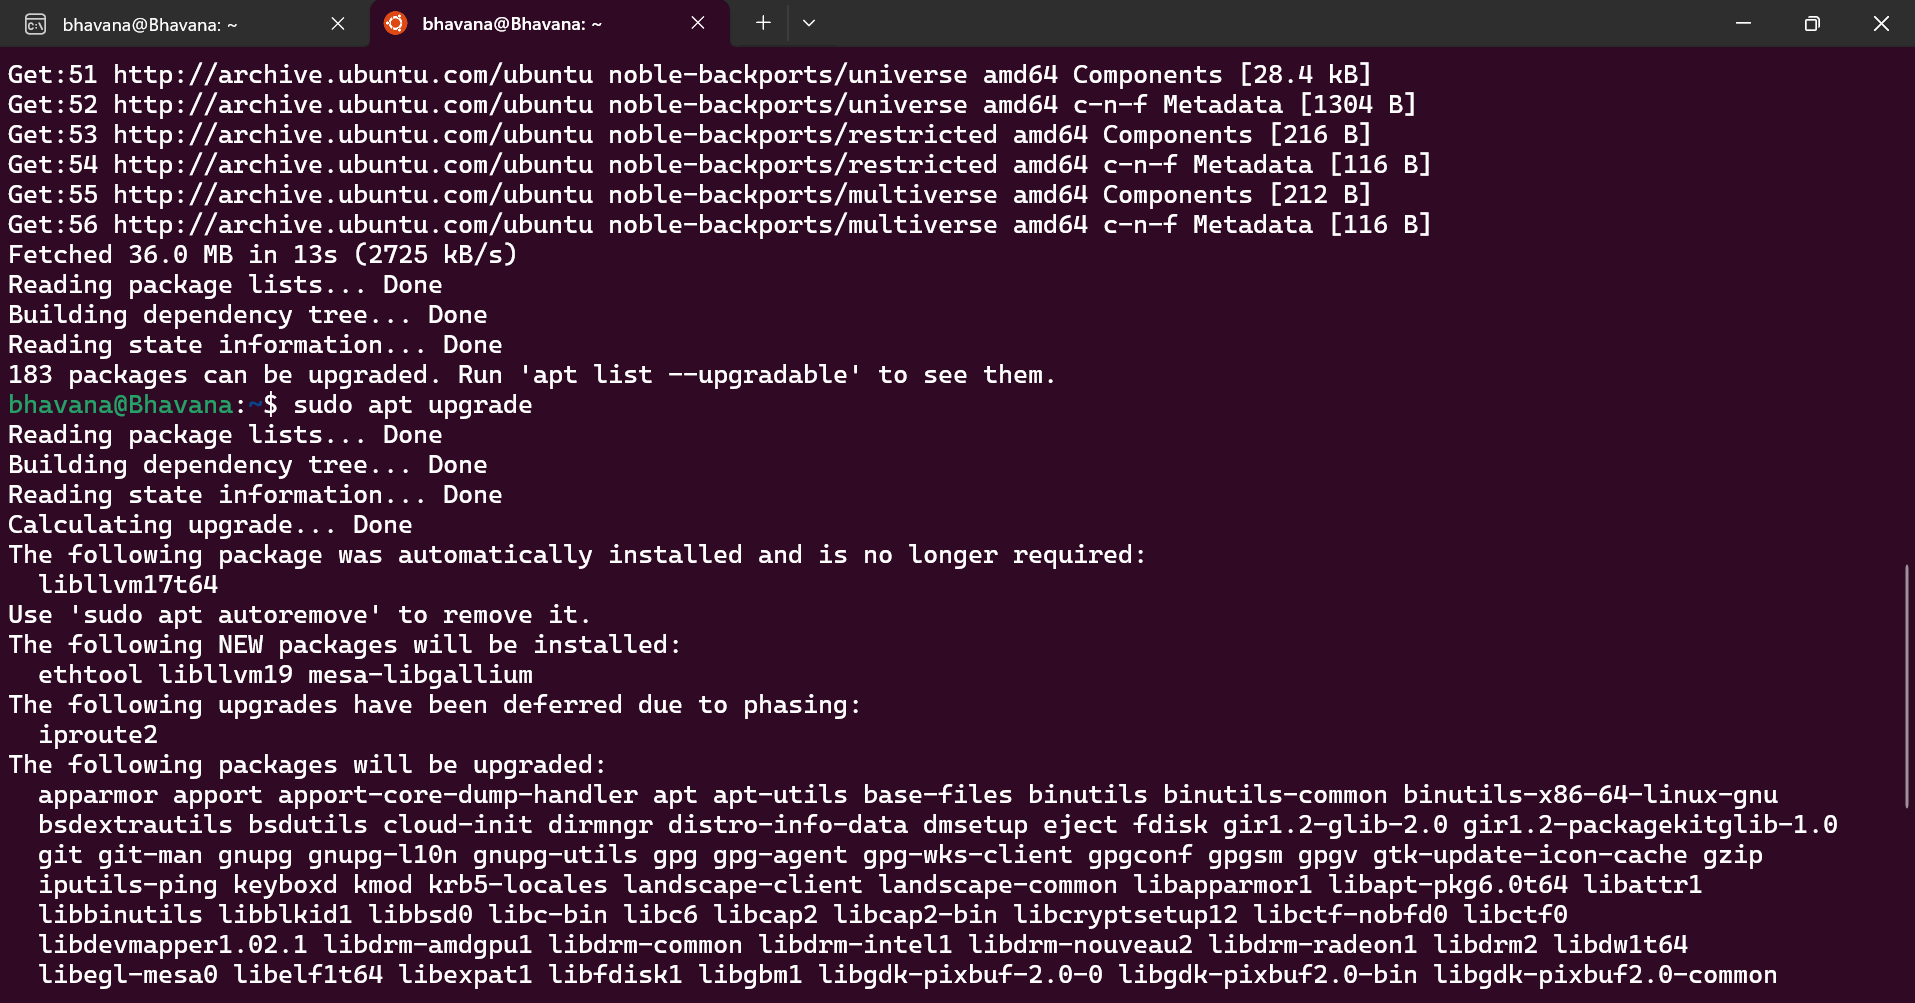 bhavana@Bhavana: ~
bhavana@Bhavana: ~
Get:51 http://archive.ubuntu.com/ubuntu noble-backports/universe amd64 Components [28.4 kB]
Get:52 http://archive.ubuntu.com/ubuntu noble-backports/universe amd64 c-n-f Metadata [1304 B]
Get:53 http://archive.ubuntu.com/ubuntu noble-backports/restricted amd64 Components [216 B]
Get:54 http://archive.ubuntu.com/ubuntu noble-backports/restricted amd64 c-n-f Metadata [116 B]
Get:55 http://archive.ubuntu.com/ubuntu noble-backports/multiverse amd64 Components [212 B]
Get:56 http://archive.ubuntu.com/ubuntu noble-backports/multiverse amd64 c-n-f Metadata [116 B]
Fetched 36.0 MB in 13s (2725 kB/s)
Reading package lists... Done
Building dependency tree... Done
Reading state information... Done
183 packages can be upgraded. Run 'apt list --upgradable' to see them.
bhavana@Bhavana:~$ sudo apt upgrade
Reading package lists... Done
Building dependency tree... Done
Reading state information... Done
Calculating upgrade... Done
The following package was automatically installed and is no longer required:
  libllvm17t64
Use 'sudo apt autoremove' to remove it.
The following NEW packages will be installed:
  ethtool libllvm19 mesa-libgallium
The following upgrades have been deferred due to phasing:
  iproute2
The following packages will be upgraded:
  apparmor apport apport-core-dump-handler apt apt-utils base-files binutils binutils-common binutils-x86-64-linux-gnu
  bsdextrautils bsdutils cloud-init dirmngr distro-info-data dmsetup eject fdisk gir1.2-glib-2.0 gir1.2-packagekitglib-1.0
  git git-man gnupg gnupg-l10n gnupg-utils gpg gpg-agent gpg-wks-client gpgconf gpgsm gpgv gtk-update-icon-cache gzip
  iputils-ping keyboxd kmod krb5-locales landscape-client landscape-common libapparmor1 libapt-pkg6.0t64 libattr1
  libbinutils libblkid1 libbsd0 libc-bin libc6 libcap2 libcap2-bin libcryptsetup12 libctf-nobfd0 libctf0
  libdevmapper1.02.1 libdrm-amdgpu1 libdrm-common libdrm-intel1 libdrm-nouveau2 libdrm-radeon1 libdrm2 libdw1t64
  libegl-mesa0 libelf1t64 libexpat1 libfdisk1 libgbm1 libgdk-pixbuf-2.0-0 libgdk-pixbuf2.0-bin libgdk-pixbuf2.0-common